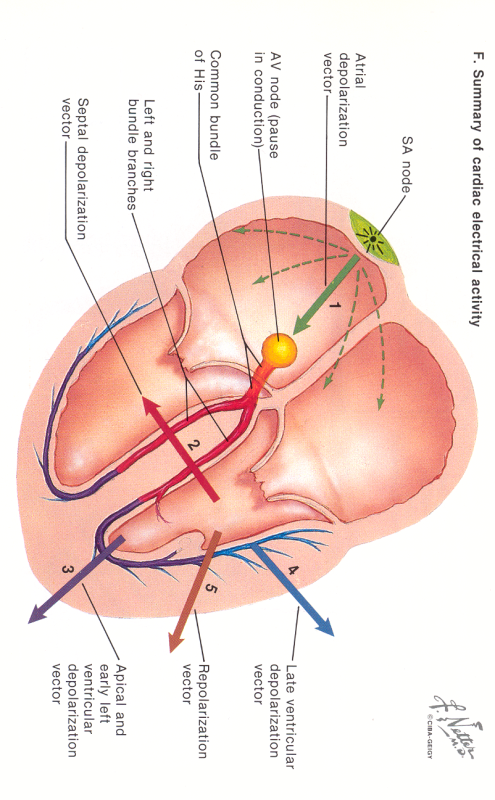 F. Summary of cardiac electrical activity
SA node
Atrial
depolarization
vector
AV node (pause
in conduction)
Common bundle
of His
Left and right
bundle branches
Septal depolarization
vector
1
2
3
4
5
Late ventricular
depolarization
vector
Repolarization
vector
Apical and
early left
ventricular
depolarization
vector
F. Netter
M.D.
©CIBA-GEIGY